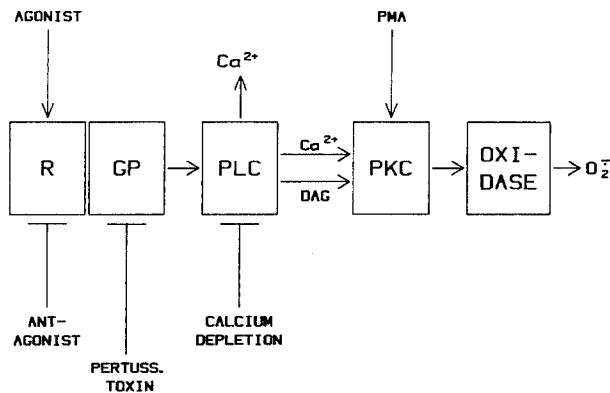 AGONIST
PMA
Ca²⁺
R
GP
PLC
Ca²⁺
DAG
PKC
OXI-
DASE
O₂⁻
ANT-
AGONIST
PERTUSS.
TOXIN
CALCIUM
DEPLETION